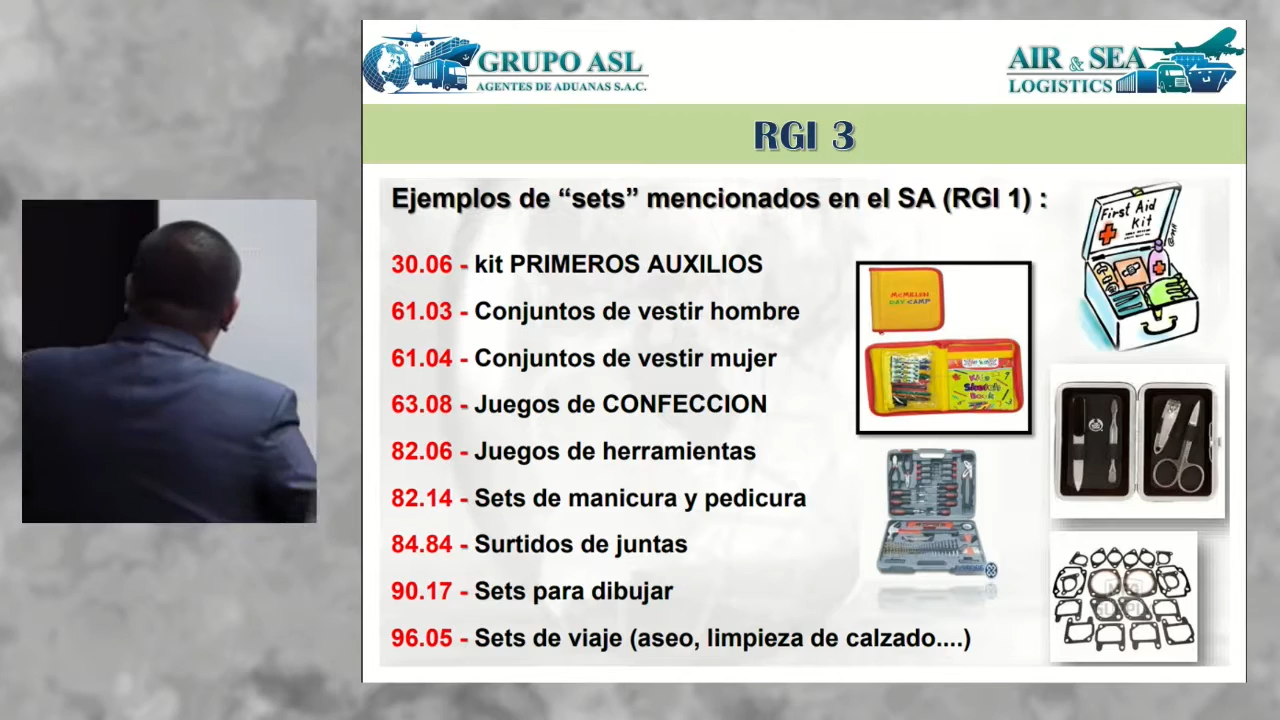 GRUPO ASL
AGENTES DE ADUANAS S.A.C.
AIR & SEA
LOGISTICS
RGI 3
Ejemplos de “sets” mencionados en el SA (RGI 1) :
30.06 - kit PRIMEROS AUXILIOS
61.03 - Conjuntos de vestir hombre
61.04 - Conjuntos de vestir mujer
63.08 - Juegos de CONFECCION
82.06 - Juegos de herramientas
82.14 - Sets de manicura y pedicura
84.84 - Surtidos de juntas
90.17 - Sets para dibujar
96.05 - Sets de viaje (aseo, limpieza de calzado....)
First Aid
Kit
DAY CAMP